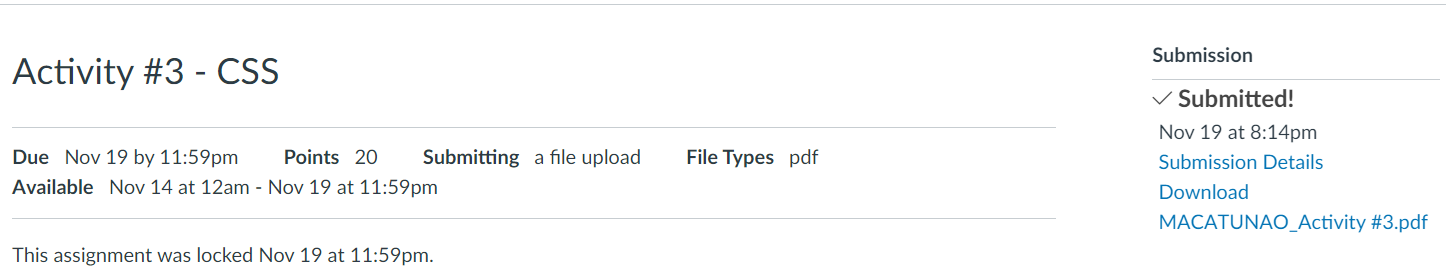 Activity #3 - CSS
Due Nov 19 by 11:59pm Points 20 Submitting a file upload File Types pdf
Available Nov 14 at 12am - Nov 19 at 11:59pm
This assignment was locked Nov 19 at 11:59pm.
Submission
Submitted!
Nov 19 at 8:14pm
Submission Details
Download
MACATUNAO_Activity #3.pdf